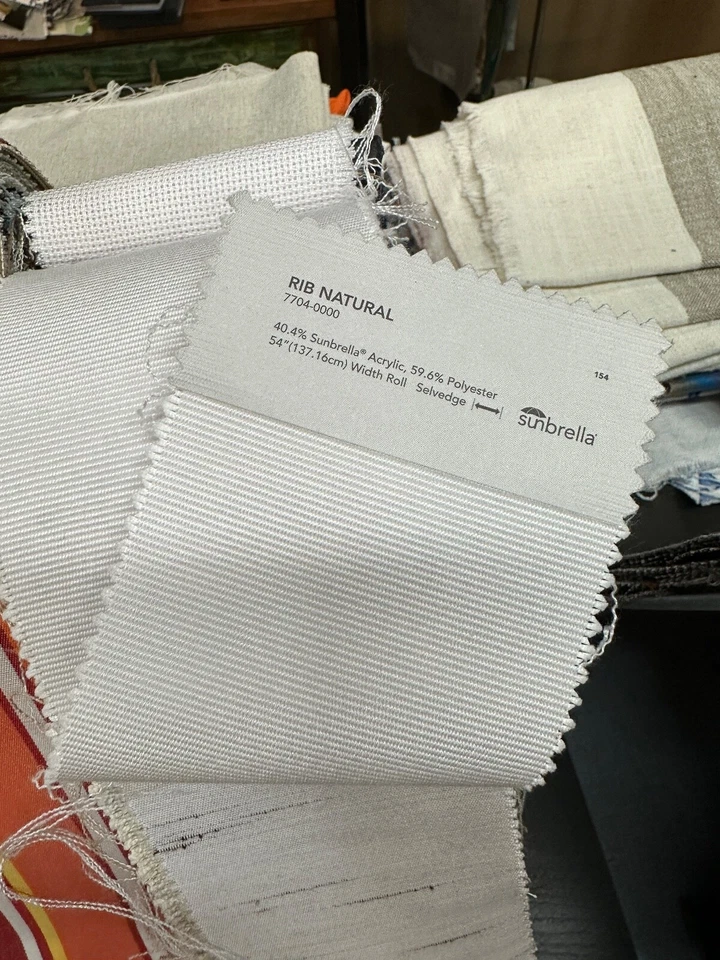 RIB NATURAL
7704-0000
40.4% Sunbrella® Acrylic, 59.6% Polyester
54"(137.16cm) Width Roll Selvedge
154
sunbrella®